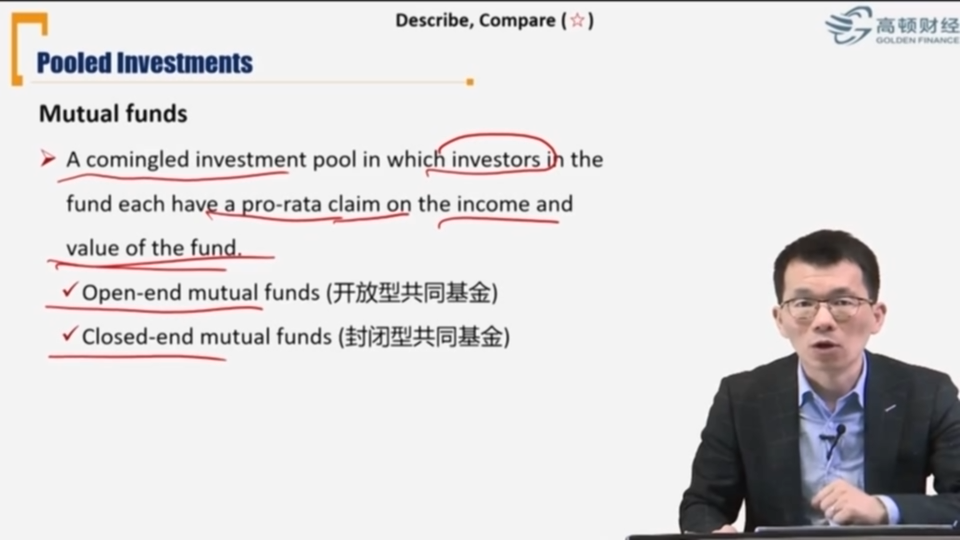 Describe, Compare (☆)
高顿财经
GOLDEN FINANCE
Pooled Investments
Mutual funds
A comingled investment pool in which investors in the
fund each have a pro-rata claim on the income and
value of the fund.
Open-end mutual funds (开放型共同基金)
Closed-end mutual funds (封闭型共同基金)